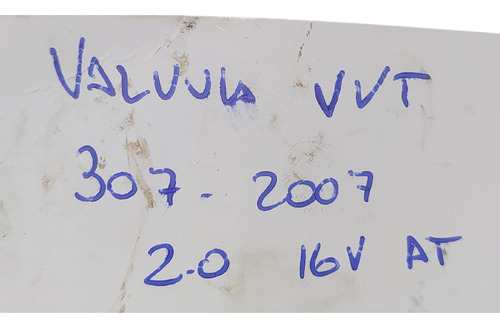 VALVULA VVT
307 - 2007
2.0 16V AT